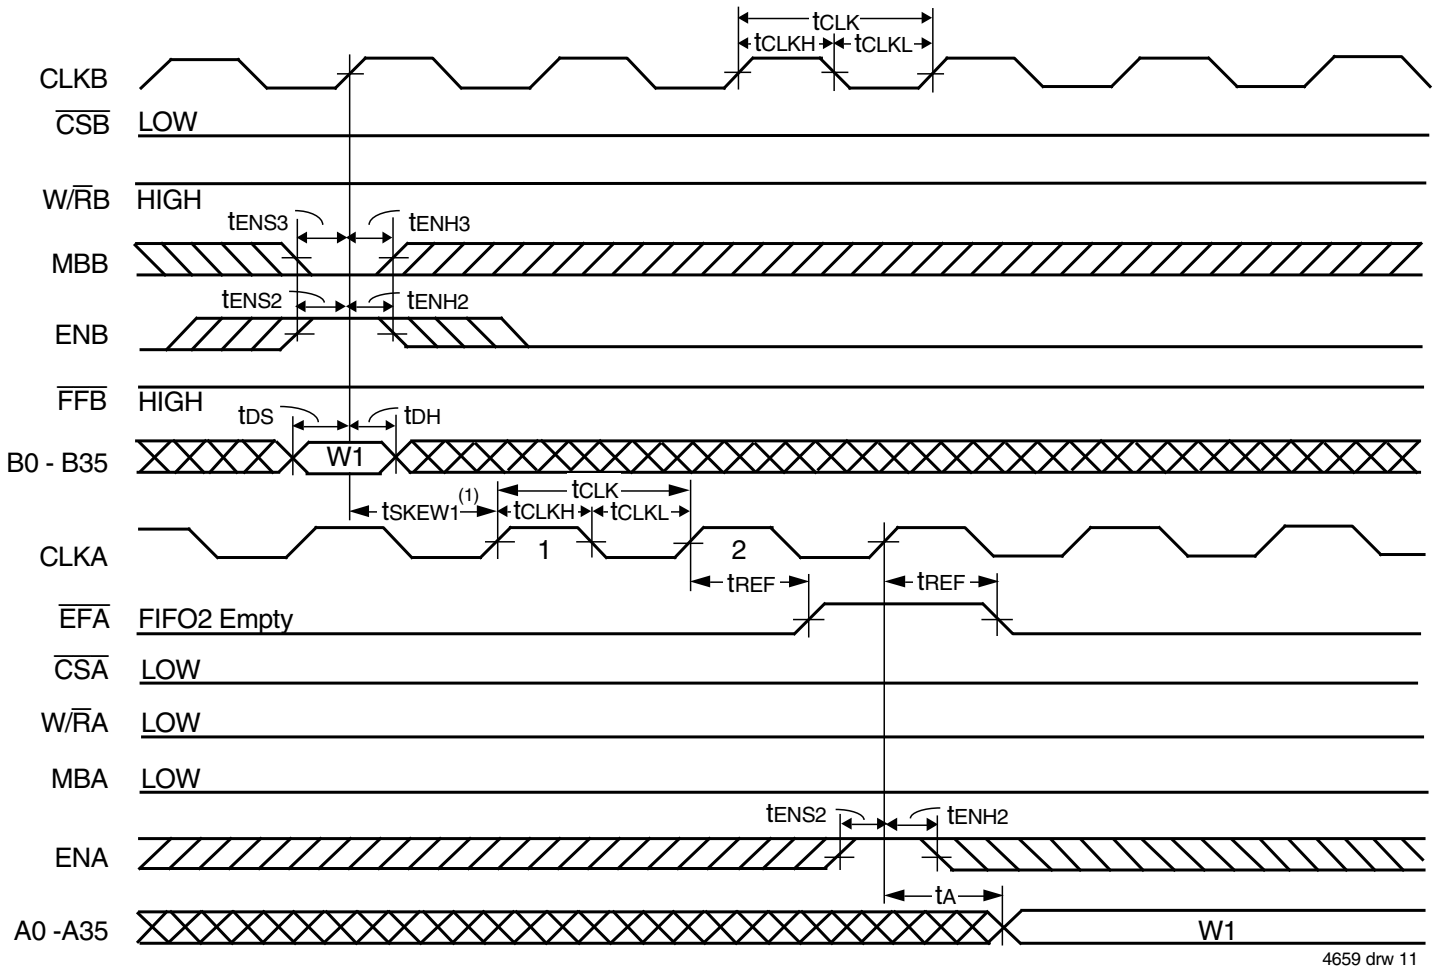 tCLK
tCLKH tCLKL
CLKB
CSB LOW
W/RB HIGH
tENS3 tENH3
MBB
tENS2 tENH2
ENB
FFB HIGH
tDS tDH
B0 - B35 W1
tCLK
tSKEW1 (1) tCLKH tCLKL
CLKA 1 2
tREF tREF
EFA FIFO2 Empty
CSA LOW
W/RA LOW
MBA LOW
tENS2 tENH2
ENA
tA
A0 -A35 W1
4659 drw 11